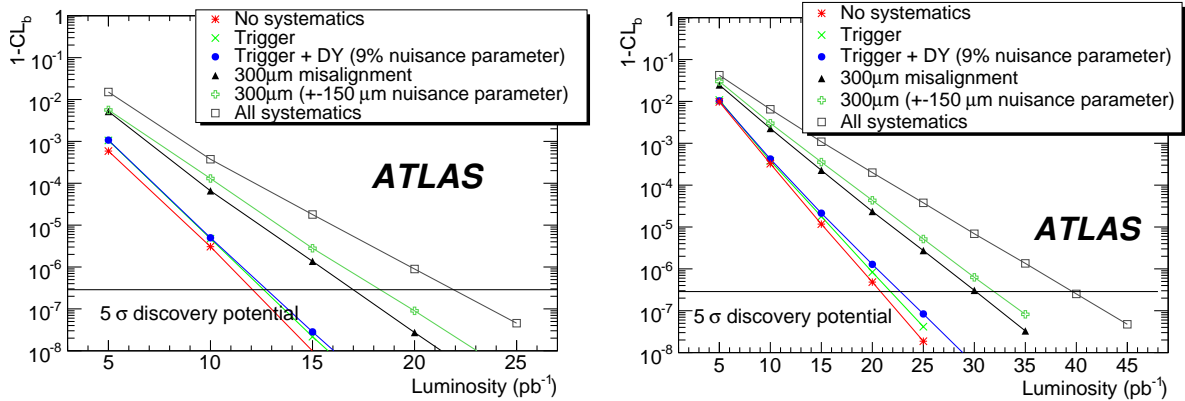 1-CL_b
1
10^-1
10^-2
10^-3
10^-4
10^-5
10^-6
10^-7
10^-8
No systematics
Trigger
Trigger + DY (9% nuisance parameter)
300μm misalignment
300μm (+-150 μm nuisance parameter)
All systematics
ATLAS
5 σ discovery potential
5 10 15 20 25
Luminosity (pb^-1)
1-CL_b
1
10^-1
10^-2
10^-3
10^-4
10^-5
10^-6
10^-7
10^-8
No systematics
Trigger
Trigger + DY (9% nuisance parameter)
300μm misalignment
300μm (+-150 μm nuisance parameter)
All systematics
ATLAS
5 σ discovery potential
5 10 15 20 25 30 35 40 45
Luminosity (pb^-1)